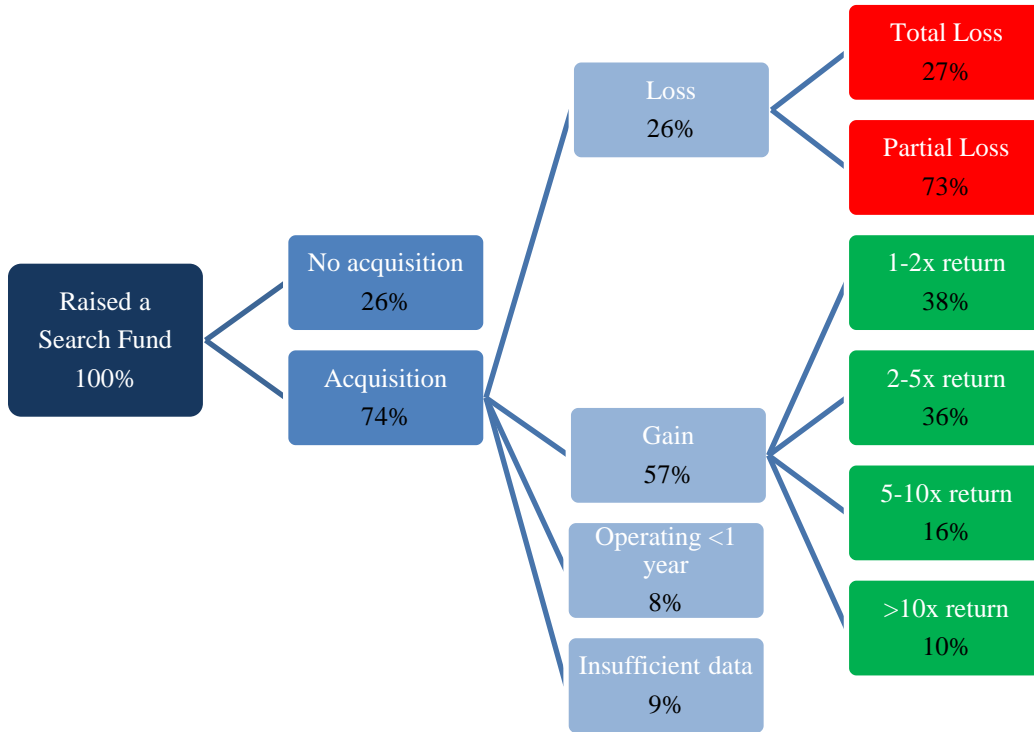 Raised a
Search Fund
100%
No acquisition
26%
Acquisition
74%
Loss
26%
Gain
57%
Operating <1
year
8%
Insufficient data
9%
Total Loss
27%
Partial Loss
73%
1-2x return
38%
2-5x return
36%
5-10x return
16%
>10x return
10%